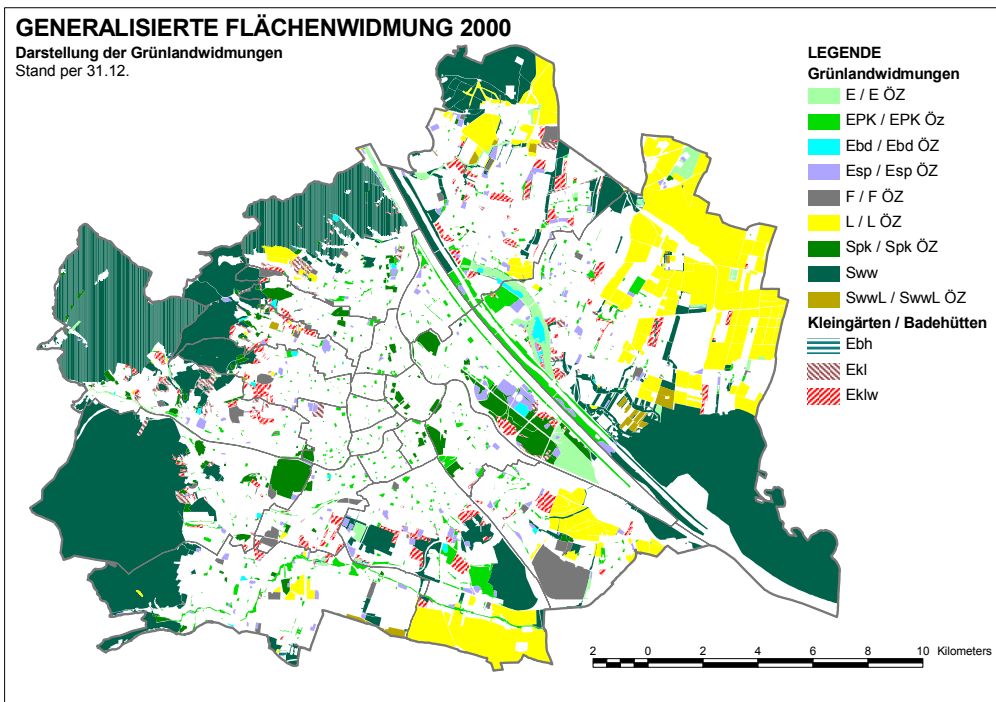 GENERALISIERTE FLÄCHENWIDMUNG 2000
Darstellung der Grünlandwidmungen
Stand per 31.12.
LEGENDE
Grünlandwidmungen
E / E ÖZ
EPK / EPK Öz
Ebd / Ebd ÖZ
Esp / Esp ÖZ
F / F ÖZ
L / L ÖZ
Spk / Spk ÖZ
Sww
SwwL / SwwL ÖZ
Kleingärten / Badehütten
Ebh
Ekl
Eklw
2 0 2 4 6 8 10 Kilometers